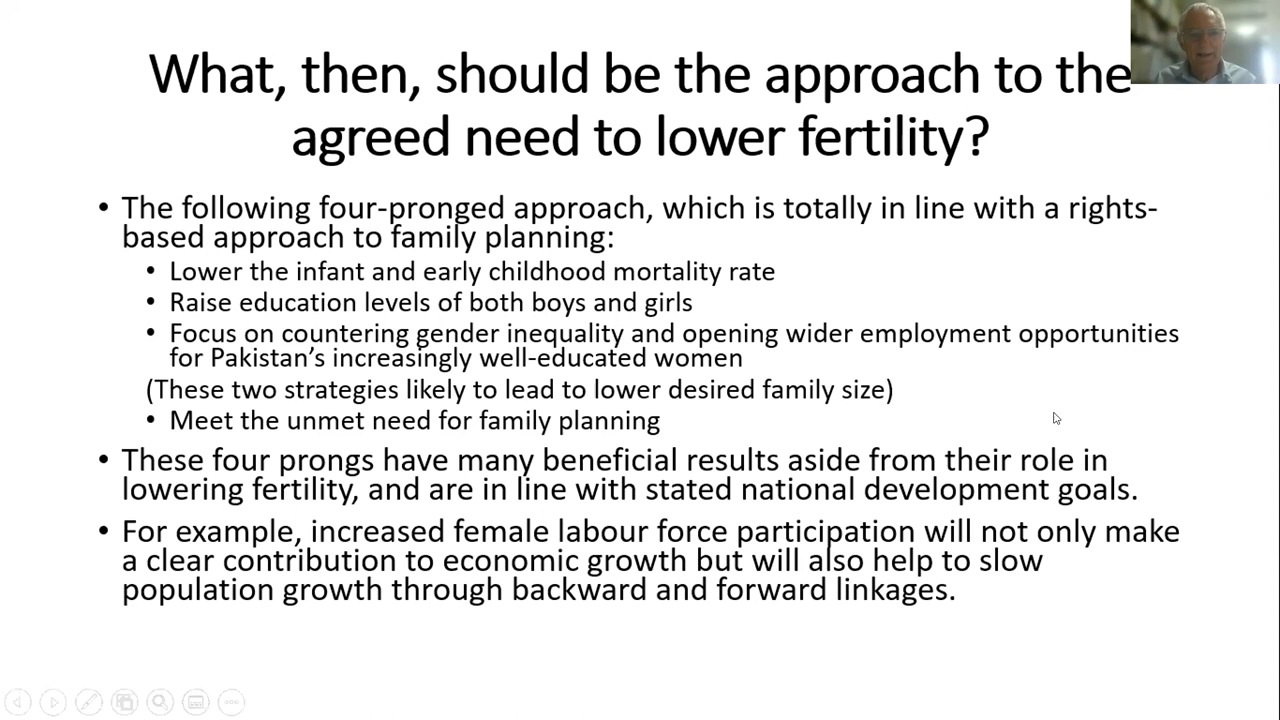 What, then, should be the approach to the
agreed need to lower fertility?
• The following four-pronged approach, which is totally in line with a rights-
based approach to family planning:
• Lower the infant and early childhood mortality rate
• Raise education levels of both boys and girls
• Focus on countering gender inequality and opening wider employment opportunities
for Pakistan’s increasingly well-educated women
(These two strategies likely to lead to lower desired family size)
• Meet the unmet need for family planning
• These four prongs have many beneficial results aside from their role in
lowering fertility, and are in line with stated national development goals.
• For example, increased female labour force participation will not only make
a clear contribution to economic growth but will also help to slow
population growth through backward and forward linkages.